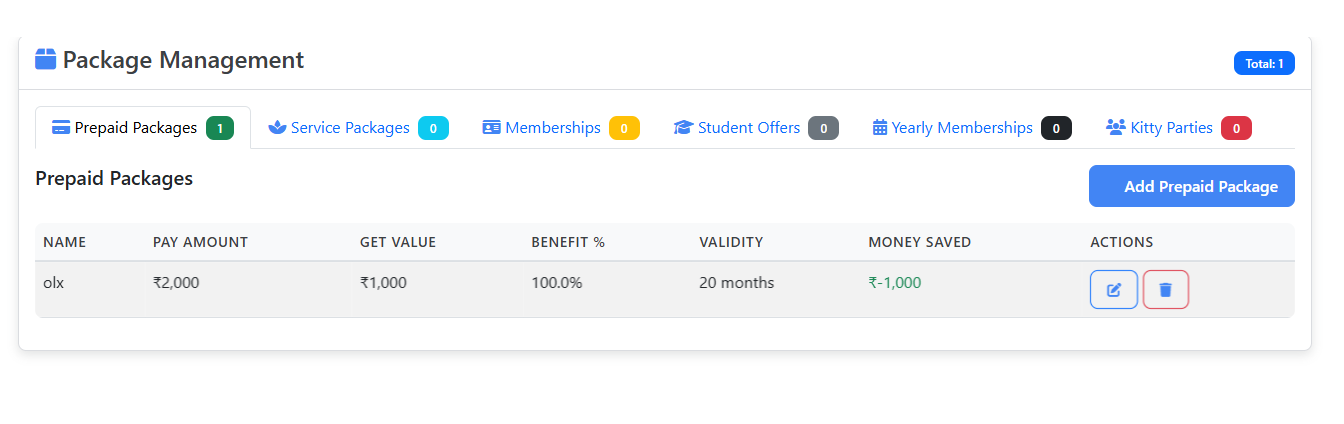 Package Management
Total: 1
Prepaid Packages 1 Service Packages 0 Memberships 0 Student Offers 0 Yearly Memberships 0 Kitty Parties 0
Prepaid Packages
Add Prepaid Package
NAME PAY AMOUNT GET VALUE BENEFIT % VALIDITY MONEY SAVED ACTIONS
olx ₹2,000 ₹1,000 100.0% 20 months ₹-1,000